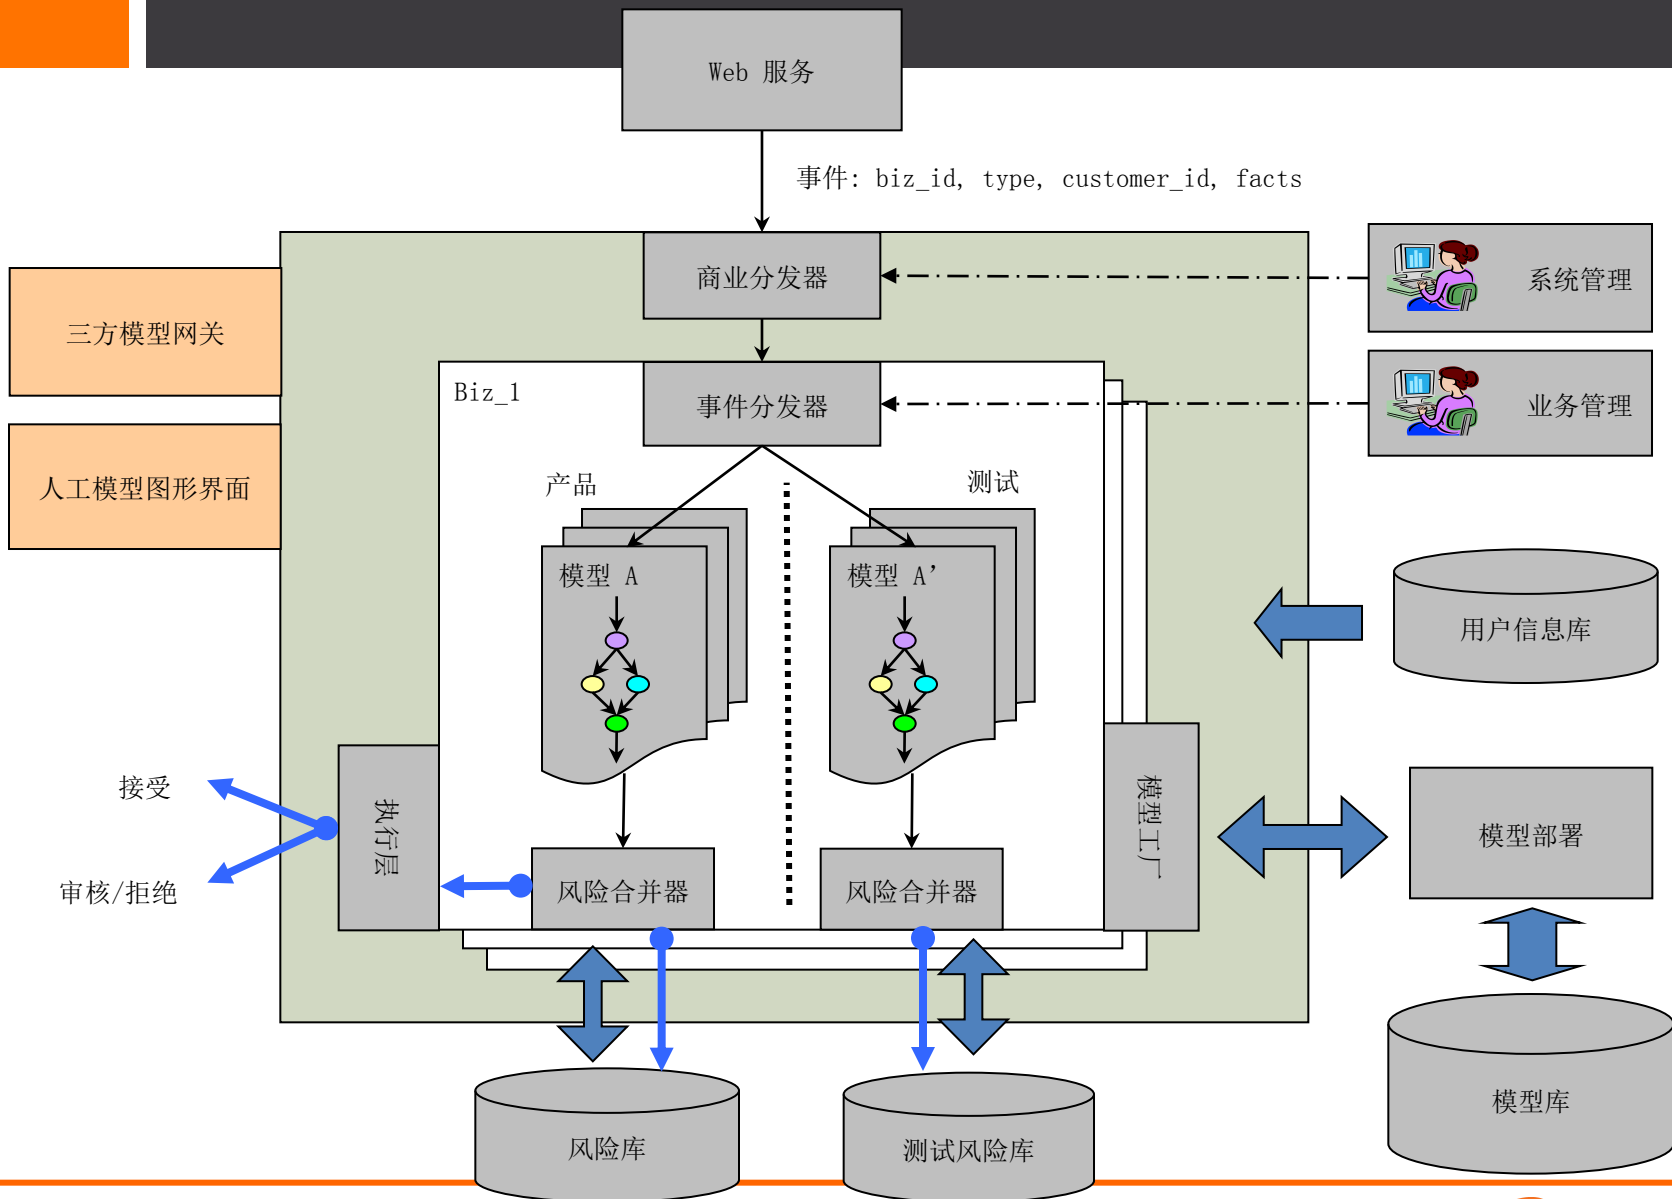 Web 服务
事件: biz_id, type, customer_id, facts
商业分发器
系统管理
三方模型网关
Biz_1
事件分发器
业务管理
人工模型图形界面
产品
测试
模型 A
模型 A’
用户信息库
接受
执行层
模型工厂
模型部署
审核/拒绝
风险合并器
风险合并器
模型库
风险库
测试风险库